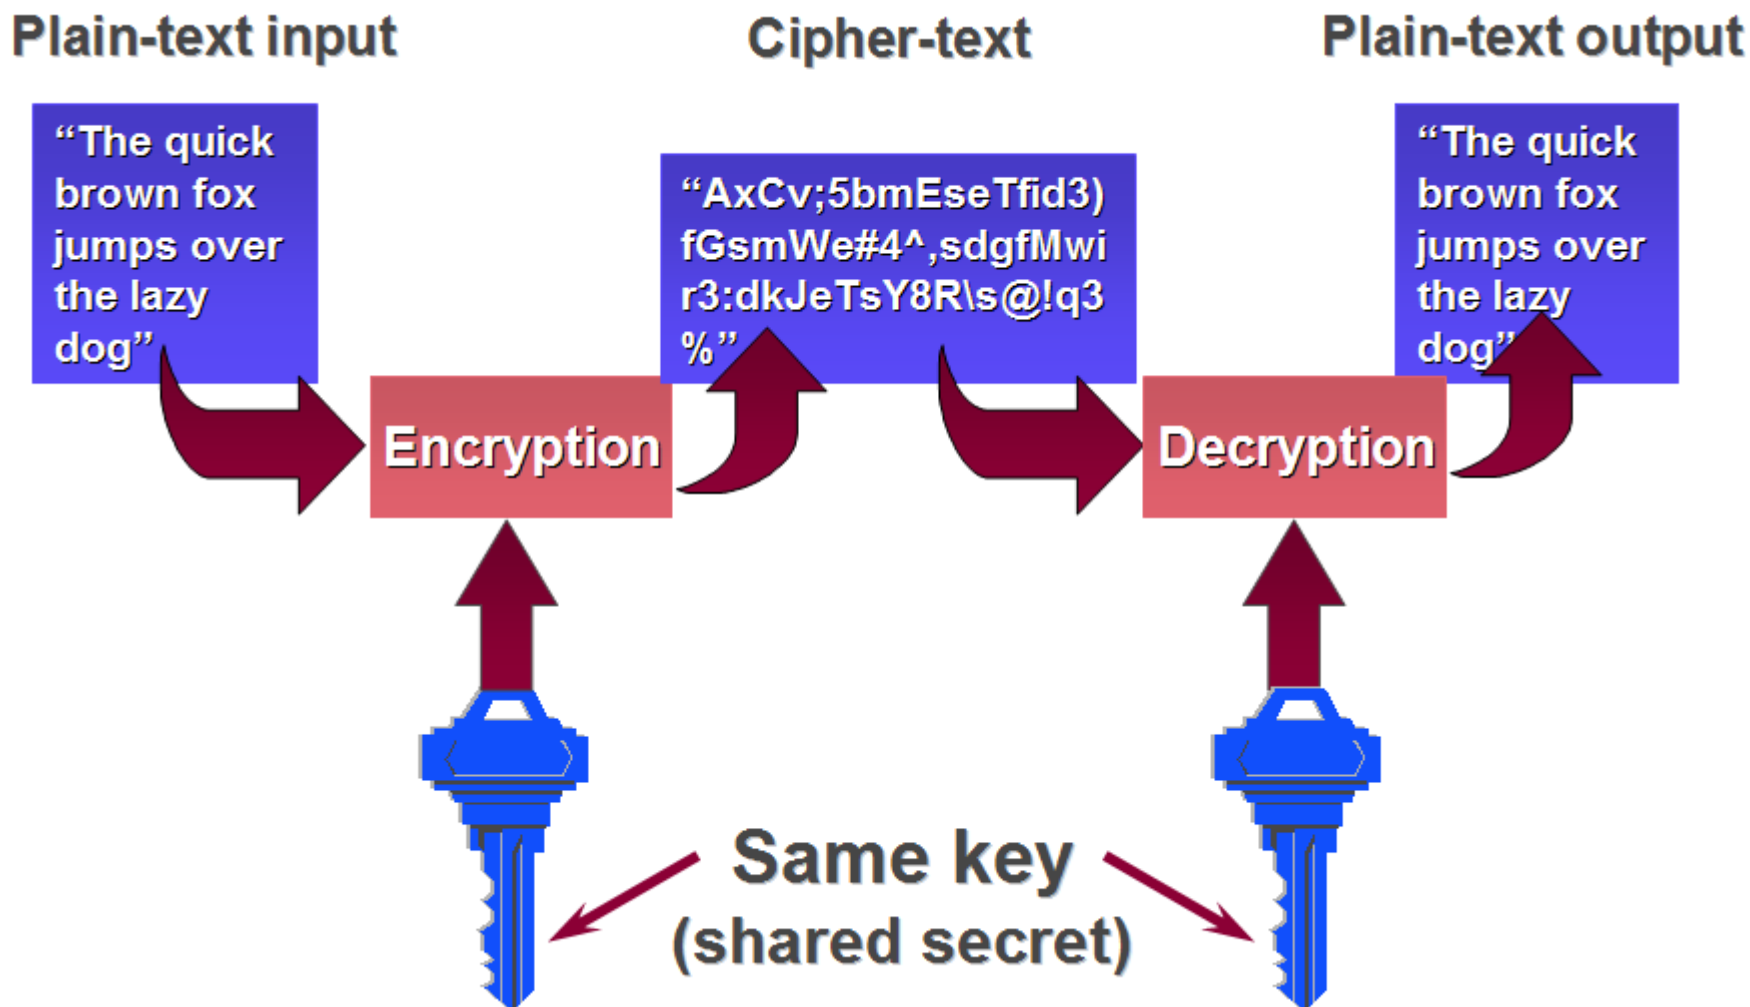 Plain-text input
Cipher-text
Plain-text output
“The quick
brown fox
jumps over
the lazy
dog”
“AxCv;5bmEseTfid3)
fGsmWe#4^,sdgfMwi
r3:dkJeTsY8R\s@!q3
%”
“The quick
brown fox
jumps over
the lazy
dog”
Encryption
Decryption
Same key
(shared secret)